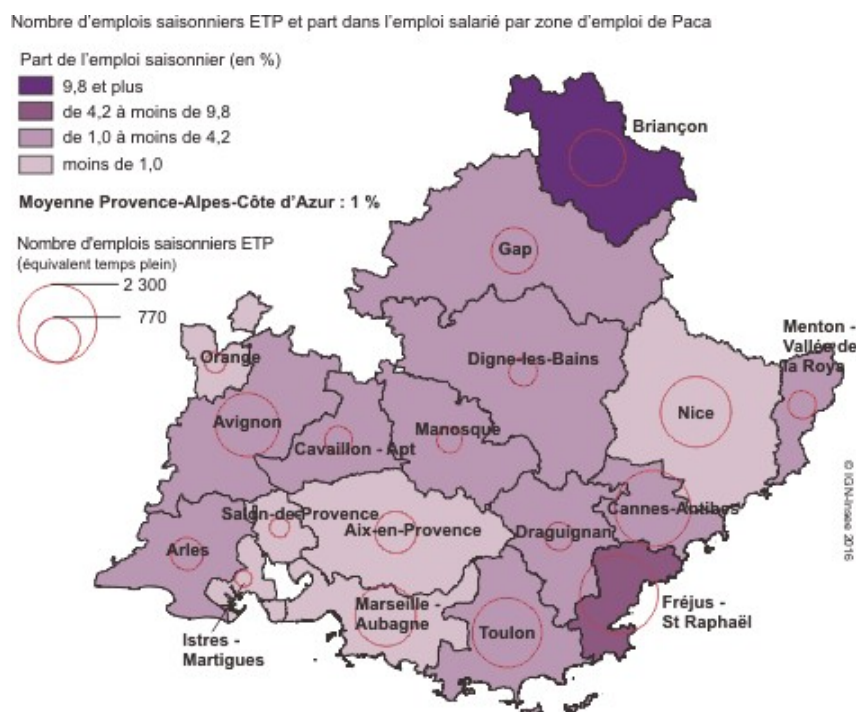 Nombre d'emplois saisonniers ETP et part dans l'emploi salarié par zone d'emploi de Paca
Part de l'emploi saisonnier (en %)
9,8 et plus
de 4,2 à moins de 9,8
de 1,0 à moins de 4,2
moins de 1,0
Moyenne Provence-Alpes-Côte d'Azur : 1 %
Nombre d'emplois saisonniers ETP
(équivalent temps plein)
2 300
770
Briançon
Gap
Orange
Digne-les-Bains
Menton -
Vallée de
la Roya
Avignon
Nice
Cavaillon - Apt
Manosque
Salon-de-Provence
Aix-en-Provence
Cannes-Antibes
Draguignan
Arles
Marseille -
Aubagne
Toulon
Fréjus -
St Raphaël
Istres -
Martigues
© IGN-Insee 2016